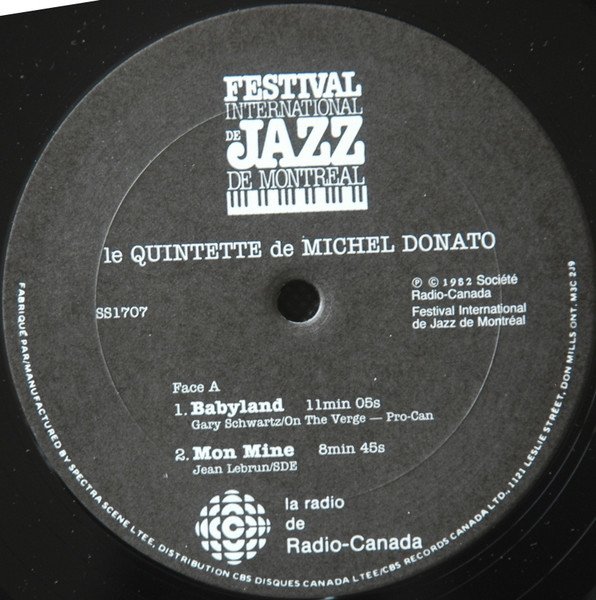 FESTIVAL
INTERNATIONAL
DE JAZZ
DE MONTREAL
le QUINTETTE de MICHEL DONATO
SS1707
Ⓟ © 1982 Société
Radio-Canada
Festival International
de Jazz de Montréal
Face A
1. Babyland 11min 05s
Gary Schwartz/On The Verge — Pro-Can
2. Mon Mine 8min 45s
Jean Lebrun/SDE
la radio
de
Radio-Canada
FABRIQUÉ PAR/MANUFACTURED BY SPECTRA SCENE LTEE, DISTRIBUTION CBS DISQUES CANADA LTEE/CBS RECORDS CANADA LTD., 1121 LESLIE STREET, DON MILLS ONT. M3C 2J9